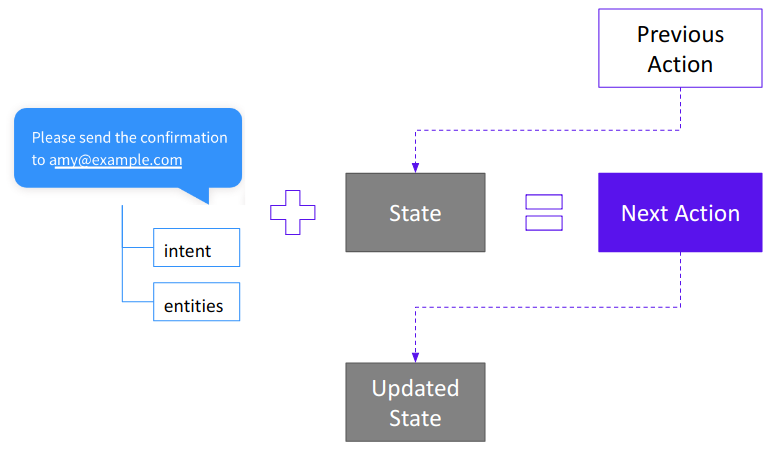 Previous
Action
Please send the confirmation
to amy@example.com
State
Next Action
intent
entities
Updated
State